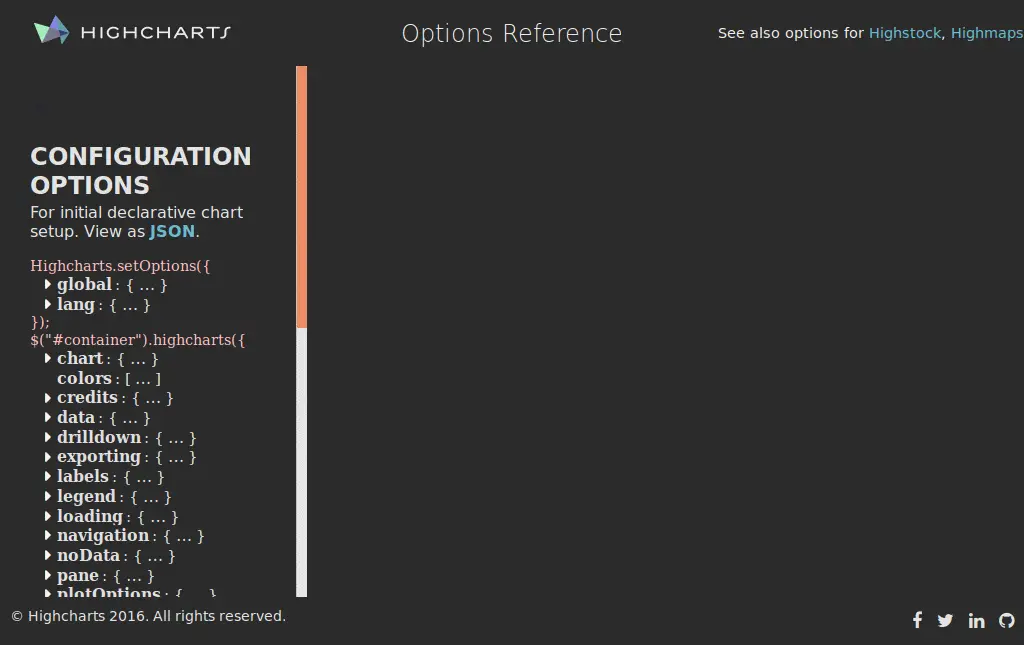 HIGHCHARTS
Options Reference
See also options for Highstock, Highmaps
CONFIGURATION
OPTIONS
For initial declarative chart
setup. View as JSON.
Highcharts.setOptions({
global : { ... }
lang : { ... }
});
$("#container").highcharts({
chart : { ... }
colors : [ ... ]
credits : { ... }
data : { ... }
drilldown : { ... }
exporting : { ... }
labels : { ... }
legend : { ... }
loading : { ... }
navigation : { ... }
noData : { ... }
pane : { ... }
plotOptions : { ... }
© Highcharts 2016. All rights reserved.